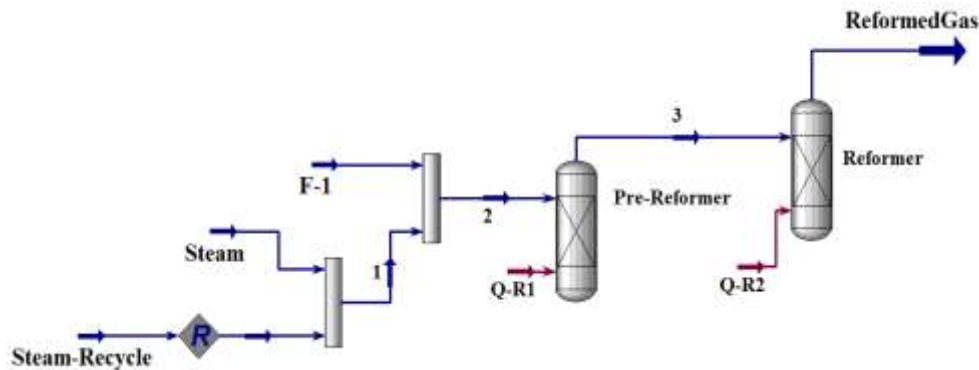 ReformedGas
3
Reformer
F-1
2
Pre-Reformer
Steam
1
Q-R1
Q-R2
R
Steam-Recycle